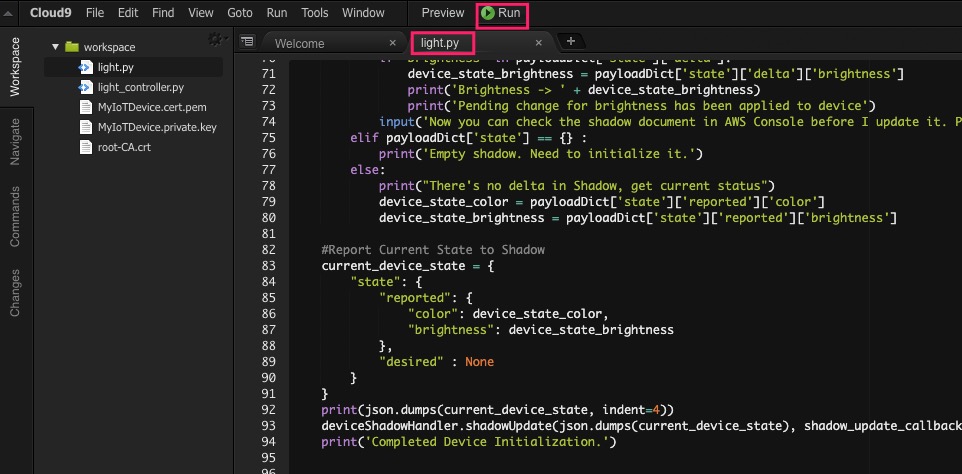 Cloud9 File Edit Find View Goto Run Tools Window Preview Run
Workspace
Navigate
Commands
Changes
workspace
light.py
light_controller.py
MyIoTDevice.cert.pem
MyIoTDevice.private.key
root-CA.crt
Welcome × light.py × +
71 device_state_brightness = payloadDict['state']['delta']['brightness']
72 print('Brightness -> ' + device_state_brightness)
73 print('Pending change for brightness has been applied to device')
74 input('Now you can check the shadow document in AWS Console before I update it. P
75 elif payloadDict['state'] == {} :
76 print('Empty shadow. Need to initialize it.')
77 else:
78 print("There's no delta in Shadow, get current status")
79 device_state_color = payloadDict['state']['reported']['color']
80 device_state_brightness = payloadDict['state']['reported']['brightness']
81
82 #Report Current State to Shadow
83 current_device_state = {
84 "state": {
85 "reported": {
86 "color": device_state_color,
87 "brightness": device_state_brightness
88 },
89 "desired" : None
90 }
91 }
92 print(json.dumps(current_device_state, indent=4))
93 deviceShadowHandler.shadowUpdate(json.dumps(current_device_state), shadow_update_callback
94 print('Completed Device Initialization.')
95